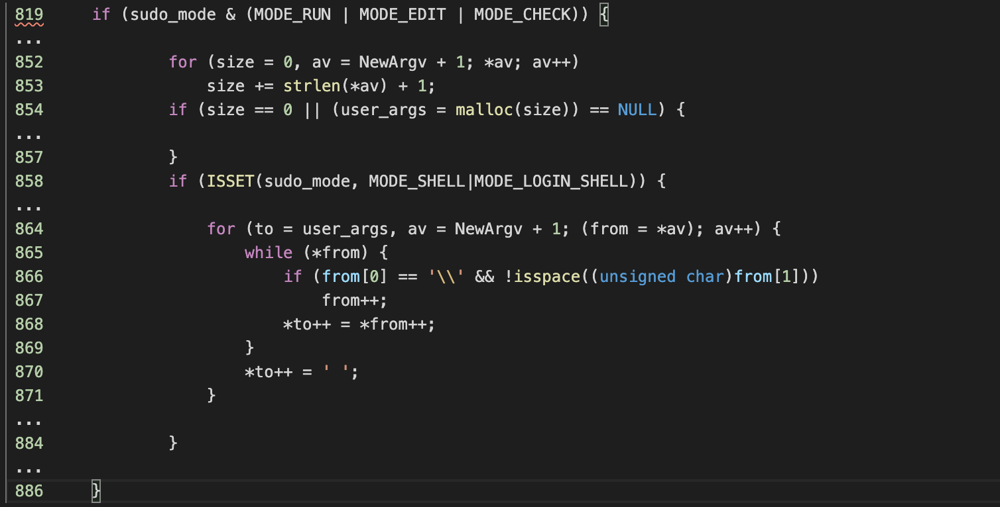 819     if (sudo_mode & (MODE_RUN | MODE_EDIT | MODE_CHECK)) {
...
852             for (size = 0, av = NewArgv + 1; *av; av++)
853                 size += strlen(*av) + 1;
854             if (size == 0 || (user_args = malloc(size)) == NULL) {
...
857             }
858             if (ISSET(sudo_mode, MODE_SHELL|MODE_LOGIN_SHELL)) {
...
864                 for (to = user_args, av = NewArgv + 1; (from = *av); av++) {
865                     while (*from) {
866                         if (from[0] == '\\' && !isspace((unsigned char)from[1]))
867                             from++;
868                         *to++ = *from++;
869                     }
870                     *to++ = ' ';
871                 }
...
884             }
...
886     }